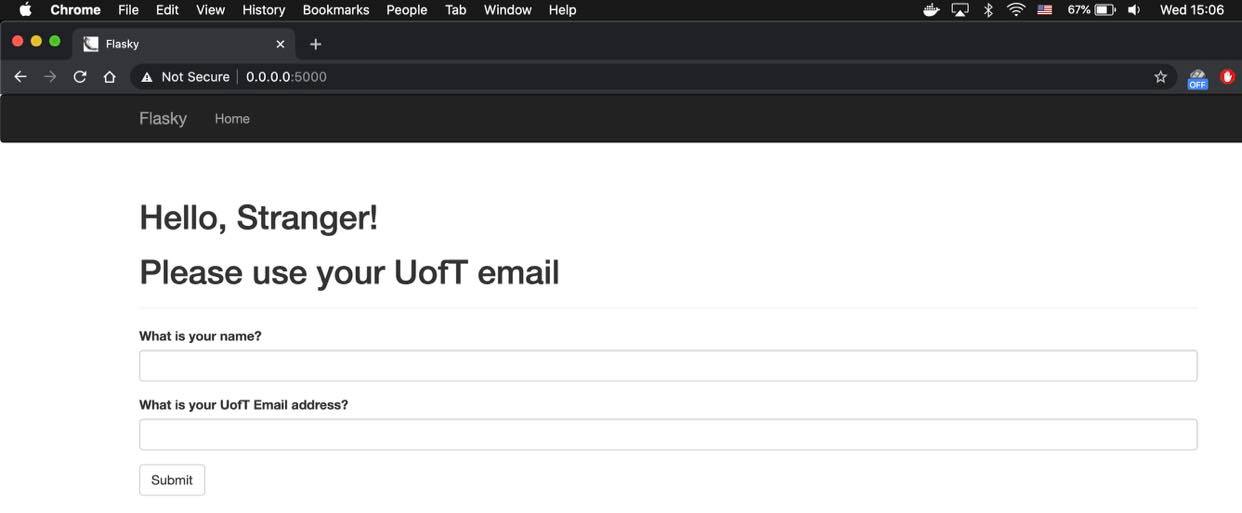 Chrome File Edit View History Bookmarks People Tab Window Help 67% Wed 15:06
Flasky
Not Secure 0.0.0.0:5000
OFF
Flasky Home
Hello, Stranger!
Please use your UofT email
What is your name?
What is your UofT Email address?
Submit